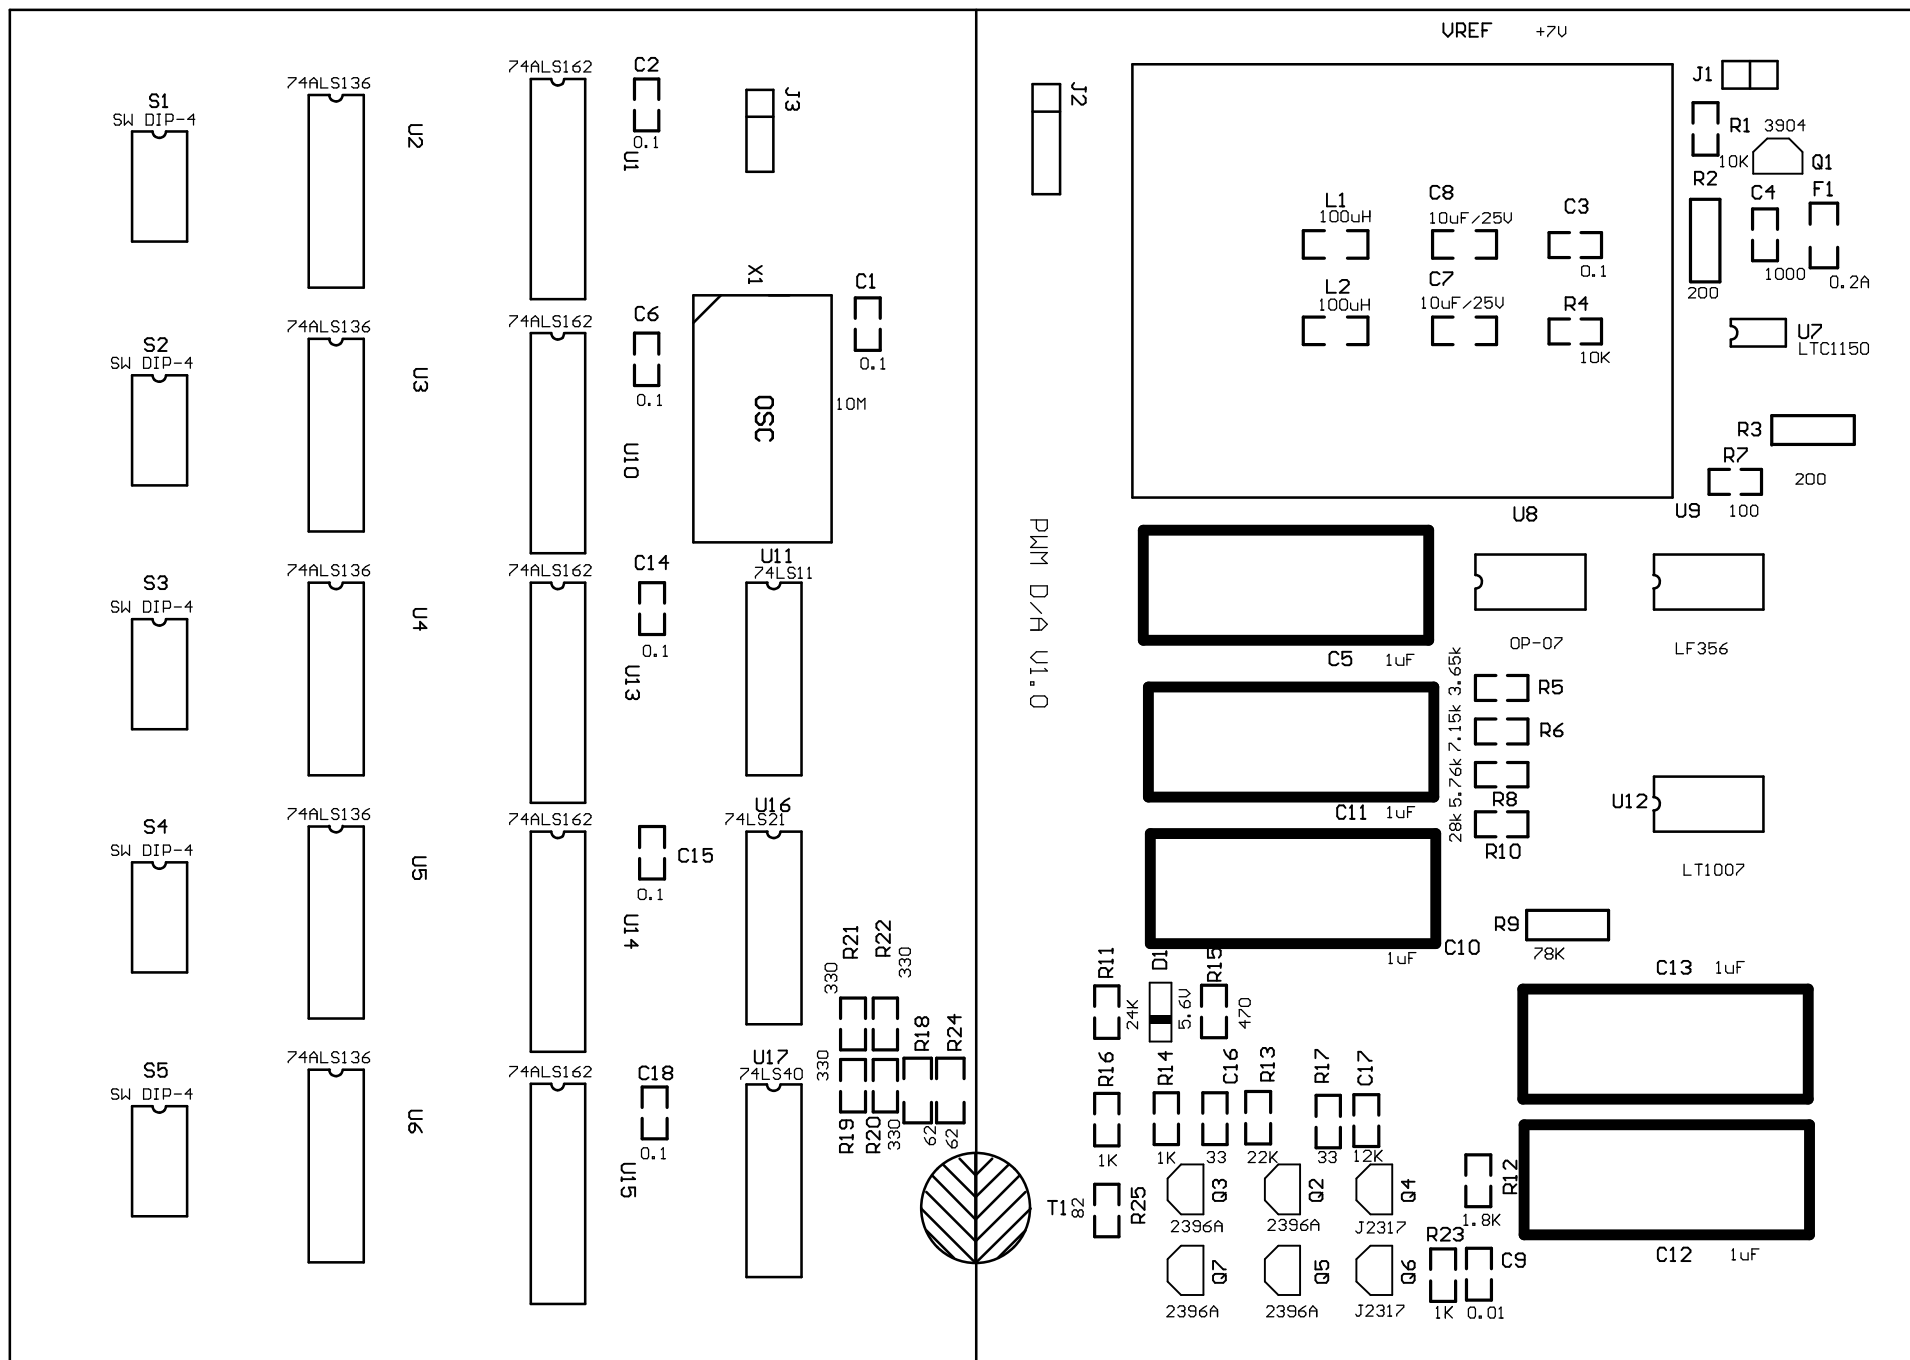 VREF +7V
S1
SW DIP-4
74ALS136
U2
74ALS162
C2
0.1
U1
J3
J2
J1
R1
10K
3904
Q1
R2
200
C4
1000
F1
0.2A
L1
100uH
C8
10uF/25V
C3
0.1
L2
100uH
C7
10uF/25V
R4
10K
U7
LTC1150
X1
OSC
10M
C1
0.1
S2
SW DIP-4
74ALS136
U3
74ALS162
C6
0.1
U10
R3
200
R7
100
U9
U8
PWM D/A V1.0
S3
SW DIP-4
74ALS136
U4
74ALS162
C14
0.1
U13
U11
74LS11
C5 1uF
OP-07
LF356
3.65k
R5
7.15k
R6
5.76k
R8
28k
R10
C11 1uF
U12
LT1007
S4
SW DIP-4
74ALS136
U5
74ALS162
C15
0.1
U14
U16
74LS21
C10
1uF
R9
78K
C13 1uF
R21
330
R22
330
R11
24K
D1
5.6V
R15
470
S5
SW DIP-4
74ALS136
U6
74ALS162
C18
0.1
U15
U17
74LS40
330
R19
R20
330
R18
62
R24
62
R16
1K
R14
1K
C16
33
R13
22K
R17
33
C17
12K
T1
82
R25
Q3
2396A
Q2
2396A
Q4
J2317
R12
1.8K
Q7
2396A
Q5
2396A
Q6
J2317
R23
1K
C9
0.01
C12 1uF